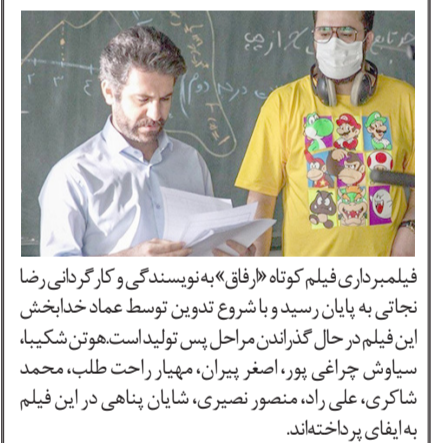 فیلمبرداری فیلم کوتاه «ارفاق» به نویسندگی و کارگردانی رضا
نجاتی به پایان رسید و با شروع تدوین توسط عماد خدابخش
این فیلم در حال گذراندن مراحل پس تولید است.هوتن شکیبا،
سیاوش چراغی پور، اصغر پیران، مهیار راحت طلب، محمد
شاکری، علی راد، منصور نصیری، شایان پناهی در این فیلم
به ایفای پرداخته‌اند.